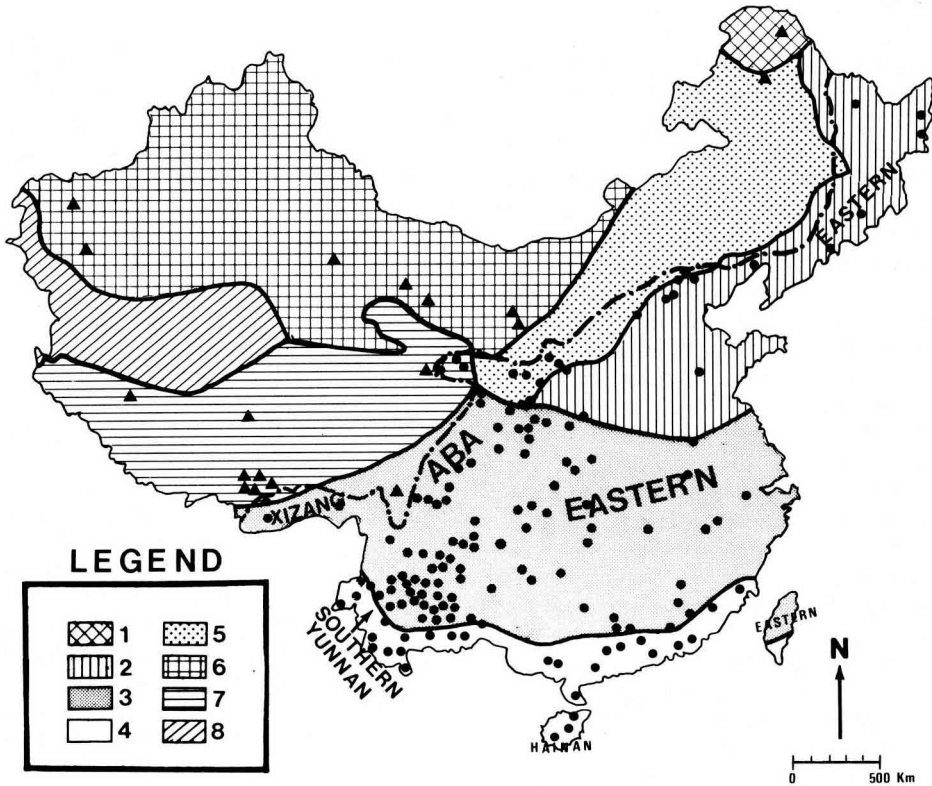 EASTERN
ABA
EASTERN
XIZANG
SOUTHERN
YUNNAN
EASTERN
HAINAN
LEGEND
1 5
2 6
3 7
4 8
N
0 500 Km